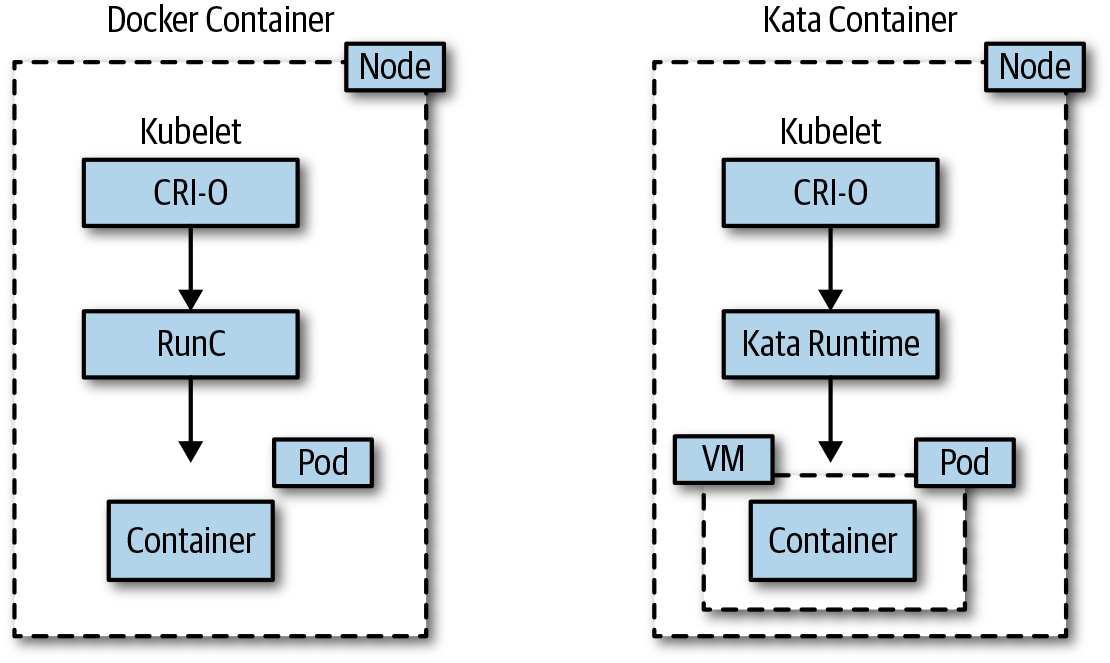 Docker Container
Node
Kubelet
CRI-O
RunC
Pod
Container
Kata Container
Node
Kubelet
CRI-O
Kata Runtime
VM
Pod
Container